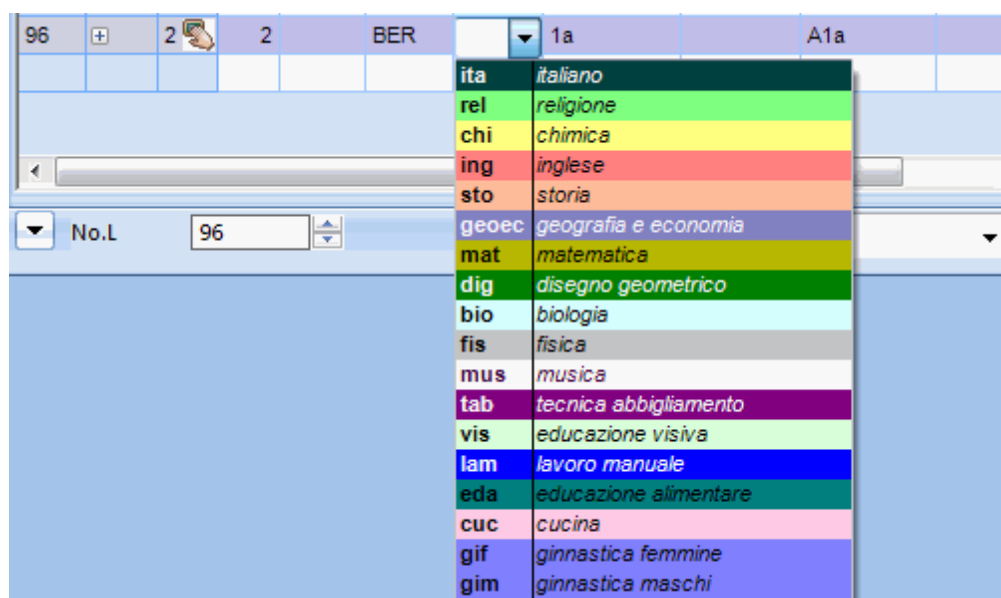 96 2 2 BER 1a A1a
ita italiano
rel religione
chi chimica
ing inglese
sto storia
geoec geografia e economia
No.L 96
mat matematica
dig disegno geometrico
bio biologia
fis fisica
mus musica
tab tecnica abbigliamento
vis educazione visiva
lam lavoro manuale
eda educazione alimentare
cuc cucina
gif ginnastica femmine
gim ginnastica maschi